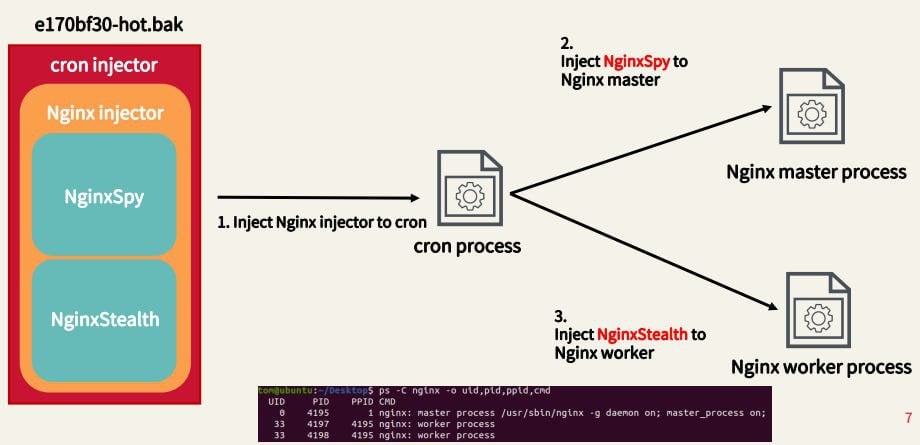 e170bf30-hot.bak
cron injector
Nginx injector
NginxSpy
NginxStealth
1. Inject Nginx injector to cron
cron process
2.
Inject NginxSpy to
Nginx master
Nginx master process
3.
Inject NginxStealth to
Nginx worker
Nginx worker process
tom@ubuntu:~/Desktop$ ps -C nginx -o uid,pid,ppid,cmd
UID PID PPID CMD
0 4195 1 nginx: master process /usr/sbin/nginx -g daemon on; master_process on;
33 4197 4195 nginx: worker process
33 4198 4195 nginx: worker process
7